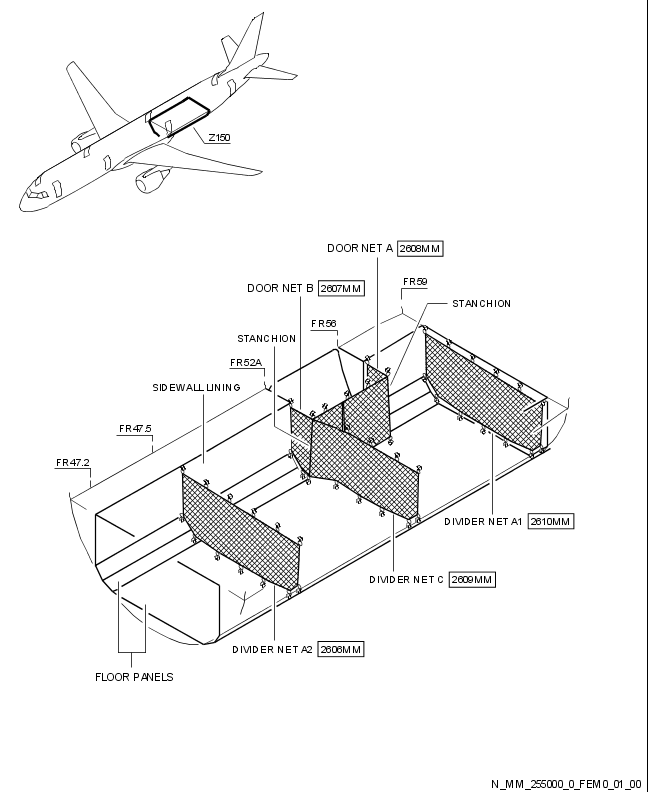 Z150
DOOR NET A 2608MM
DOOR NET B 2607MM
FR59
STANCHION
FR56
STANCHION
FR52A
SIDEWALL LINING
FR47.5
FR47.2
DIVIDER NET A1 2610MM
DIVIDER NET C 2609MM
DIVIDER NET A2 2606MM
FLOOR PANELS
N_MM_255000_0_FEM0_01_00